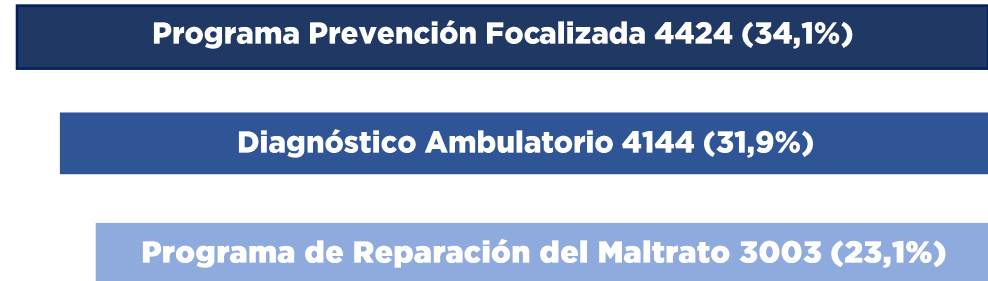 Programa Prevención Focalizada 4424 (34,1%)
Diagnóstico Ambulatorio 4144 (31,9%)
Programa de Reparación del Maltrato 3003 (23,1%)